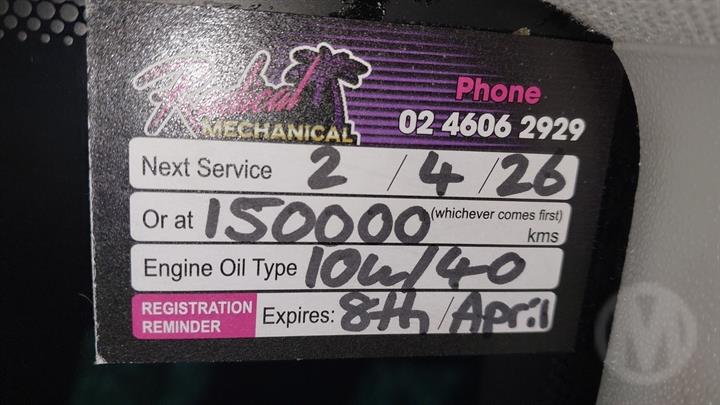 Radical
MECHANICAL
Phone
02 4606 2929
Next Service 2 / 4 / 26
Or at 150000 (whichever comes first) kms
Engine Oil Type 10w/40
REGISTRATION REMINDER Expires: 8th / April
M